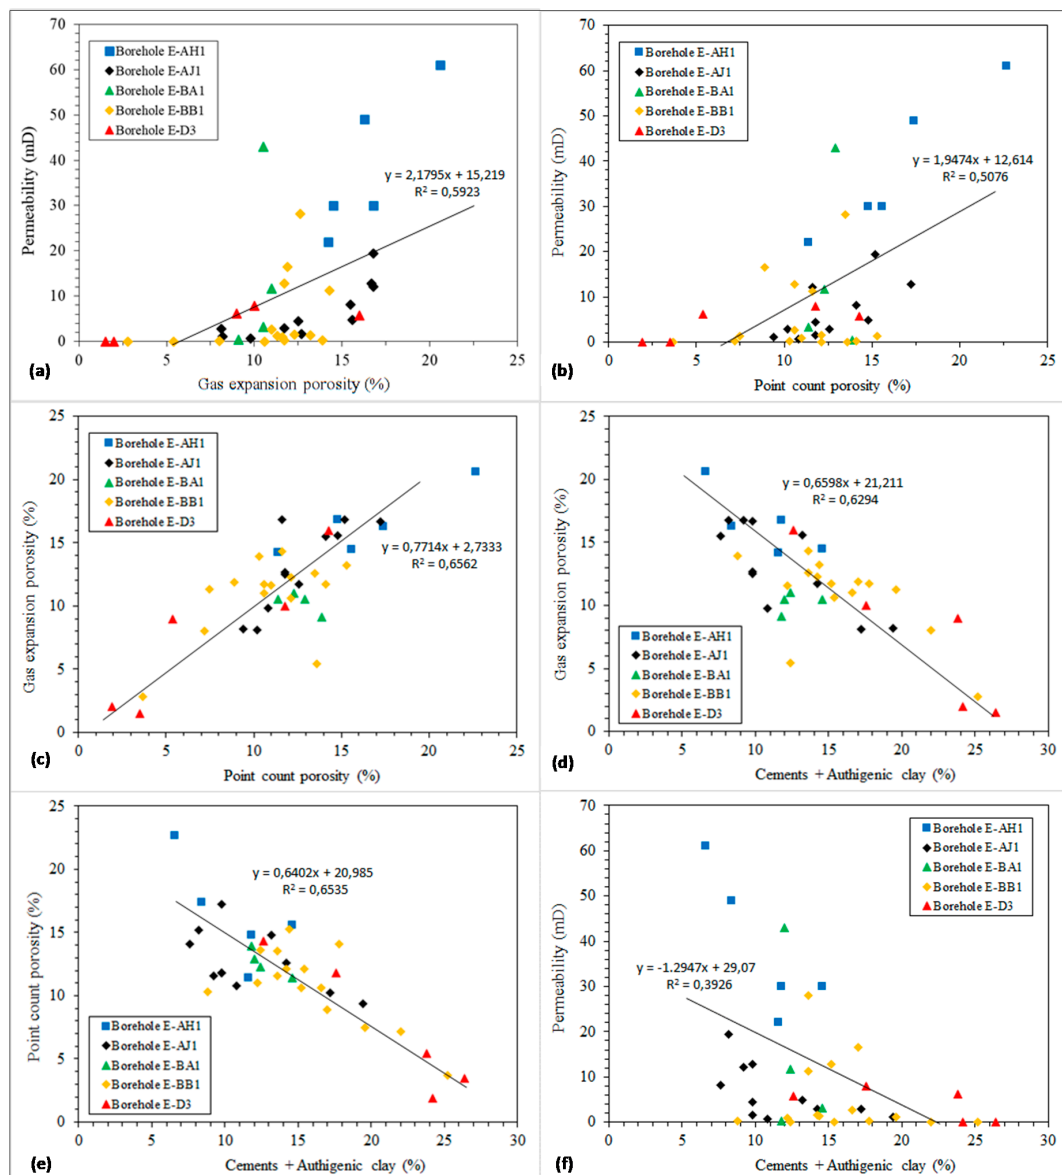 70
60
50
40
30
20
10
0
Permeability (mD)
Borehole E-AH1
Borehole E-AJ1
Borehole E-BA1
Borehole E-BB1
Borehole E-D3
y = 2,1795x + 15,219
R² = 0,5923
0 5 10 15 20 25
Gas expansion porosity (%)
(a)
70
60
50
40
30
20
10
0
Permeability (mD)
Borehole E-AH1
Borehole E-AJ1
Borehole E-BA1
Borehole E-BB1
Borehole E-D3
y = 1,9474x + 12,614
R² = 0,5076
0 5 10 15 20 25
Point count porosity (%)
(b)
25
20
15
10
5
0
Gas expansion porosity (%)
Borehole E-AH1
Borehole E-AJ1
Borehole E-BA1
Borehole E-BB1
Borehole E-D3
y = 0,7714x + 2,7333
R² = 0,6562
0 5 10 15 20 25
Point count porosity (%)
(c)
25
20
15
10
5
0
Gas expansion porosity (%)
y = 0,6598x + 21,211
R² = 0,6294
Borehole E-AH1
Borehole E-AJ1
Borehole E-BA1
Borehole E-BB1
Borehole E-D3
0 5 10 15 20 25 30
Cements + Authigenic clay (%)
(d)
25
20
15
10
5
0
Point count porosity (%)
y = 0,6402x + 20,985
R² = 0,6535
Borehole E-AH1
Borehole E-AJ1
Borehole E-BA1
Borehole E-BB1
Borehole E-D3
0 5 10 15 20 25 30
Cements + Authigenic clay (%)
(e)
70
60
50
40
30
20
10
0
Permeability (mD)
Borehole E-AH1
Borehole E-AJ1
Borehole E-BA1
Borehole E-BB1
Borehole E-D3
y = -1.2947x + 29,07
R² = 0,3926
0 5 10 15 20 25 30
Cements + Authigenic clay (%)
(f)